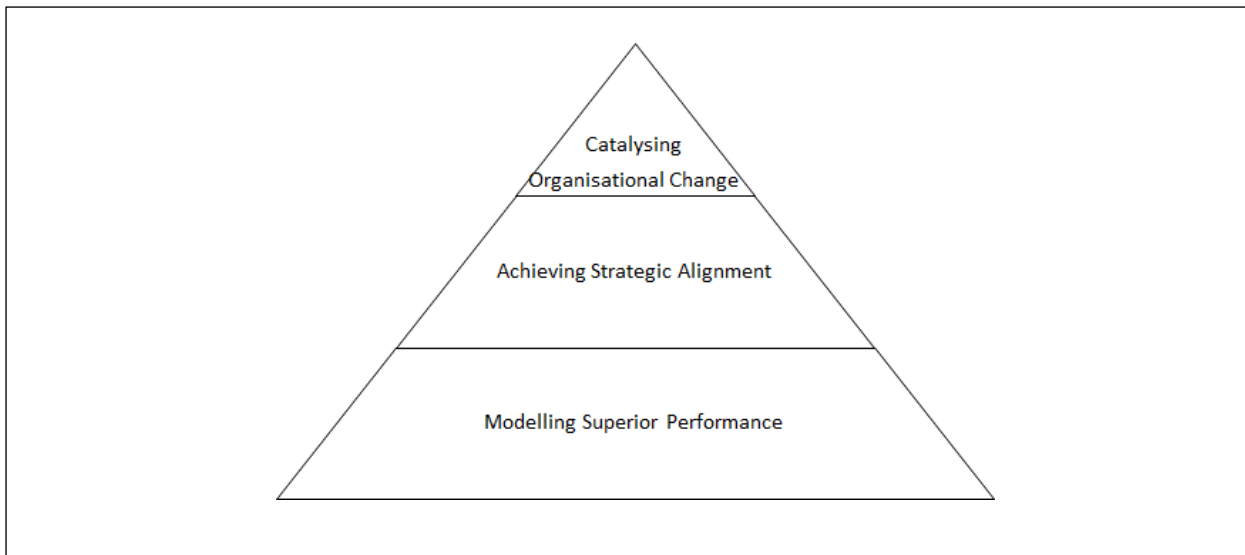 Catalysing
Organisational Change
Achieving Strategic Alignment
Modelling Superior Performance